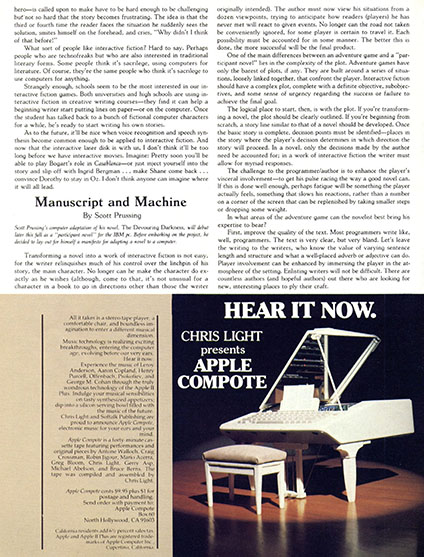 hero—is called upon to make have to be hard enough to be challenging
but not so hard that the story becomes frustrating. The idea is that the
third or fourth time the reader faces the situation he suddenly sees the
solution, smites himself on the forehead, and cries, "Why didn't I think
of that before?"
What sort of people like interactive fiction? Hard to say. Perhaps
people who are technofreaks but who are also interested in traditional
literary forms. Some people think it's sacrilege, using computers for
literature. Of course, they're the same people who think it's sacrilege to
use computers for anything.
Strangely enough, schools seem to be the most interested in our in-
teractive fiction games. Both universities and high schools are using in-
teractive fiction in creative writing courses—they find it can help a
beginning writer start putting lines on paper—or on the computer. Once
the student has talked back to a bunch of fictional computer characters
for a while, he's ready to start writing his own stories.
As to the future, it'll be nice when voice recognition and speech syn-
thesis become common enough to be applied to interactive fiction. And
now that the interactive laser disk is with us, I don't think it'll be too
long before we have interactive movies. Imagine: Pretty soon you'll be
able to play Bogart's role in Casablanca—or just inject yourself into the
story and slip off with Ingrid Bergman . . . make Shane come back . . .
convince Dorothy to stay in Oz. I don't think anyone can imagine where
it will all lead.
Manuscript and Machine
By Scott Prussing
Scott Prussing's computer adaptation of his novel, The Devouring Darkness, will debut
later this fall as a "participant novel" for the IBM pc. Before embarking on the project, he
decided to lay out for himself a manifesto for adapting a novel to a computer.
Transforming a novel into a work of interactive fiction is not easy,
for the writer relinquishes much of his control over the linchpin of his
story, the main character. No longer can he make the character do ex-
actly as he wishes (although, come to that, it's not unusual for a
character in a book to go in directions other than those the writer
originally intended). The author must now view his situations from a
dozen viewpoints, trying to anticipate how readers (players) he has
never met will react to given events. No longer can the road not taken
be conveniently ignored, for some player is certain to travel it. Each
possibility must be accounted for in some manner. The better this is
done, the more successful will be the final product.
One of the main differences between an adventure game and a "par-
ticipant novel" lies in the complexity of the plot. Adventure games have
only the barest of plots, if any. They are built around a series of situa-
tions, loosely linked together, that confront the player. Interactive fiction
should have a complex plot, complete with a definite objective, subobjec-
tives, and some sense of urgency regarding the success or failure to
achieve the final goal.
The logical place to start, then, is with the plot. If you're transform-
ing a novel, the plot should be clearly outlined. If you're beginning from
scratch, a story line similar to that of a novel should be developed. Once
the basic story is complete, decision points must be identified—places in
the story where the player's decision determines in which direction the
story will proceed. In a novel, only the decisions made by the author
need be accounted for; in a work of interactive fiction the writer must
allow for myriad responses.
The challenge to the programmer/author is to enhance the player's
visceral involvement—to get his pulse racing the way a good novel can.
If this is done well enough, perhaps fatigue will be something the player
actually feels, something that slows his reactions, rather than a number
on a corner of the screen that can be replenished by taking smaller steps
or dropping some weight.
In what areas of the adventure game can the novelist best bring his
expertise to bear?
First, improve the quality of the text. Most programmers write like,
well, programmers. The text is very clear, but very bland. Let's leave
the writing to the writers, who know the value of varying sentence
length and structure and what a well-placed adverb or adjective can do.
Player involvement can be enhanced by immersing the player in the at-
mosphere of the setting. Enlisting writers will not be difficult. There are
countless authors (and hopeful authors) out there who are looking for
new, interesting places to ply their craft.
All it takes is a stereo tape player, a
comfortable chair, and boundless im-
agination to enter a different musical
dimension.
Music technology is realizing exciting
breakthroughs, entering the computer
age, evolving before our very ears.
Hear it now.
Experience the music of Leroy
Anderson, Aaron Copland, Henry
Purcell, Offenbach, Prokofiev, and
George M. Cohan through the truly
wondrous technology of the Apple II
Plus. Indulge your musical sensibilities
on tasty synthesized appetizers;
slip into a silicon serving bowl filled with
the music of the future.
Chris Light and Softalk Publishing are
proud to announce Apple Compote,
electronic music for your ears and your
mind.
Apple Compote is a forty-minute cas-
sette tape featuring performances and
original pieces by Antone Walloch, Craig
Crossman, Robin Jigour, Mario Acerra,
Greg Bloom, Chris Light, Gerry Asp,
Michael Abelson, and Bruce Berris. The
tape was compiled and assembled by
Chris Light.
Apple Compote costs $9.95 plus $1 for
postage and handling.
Send order with payment to:
Apple Compote
Box 60
North Hollywood, CA 91603
California residents add 6½ percent sales tax.
Apple and Apple II Plus are registered trade-
marks of Apple Computer Inc.,
Cupertino, California.
HEAR IT NOW.
CHRIS LIGHT
presents
APPLE
COMPOTE